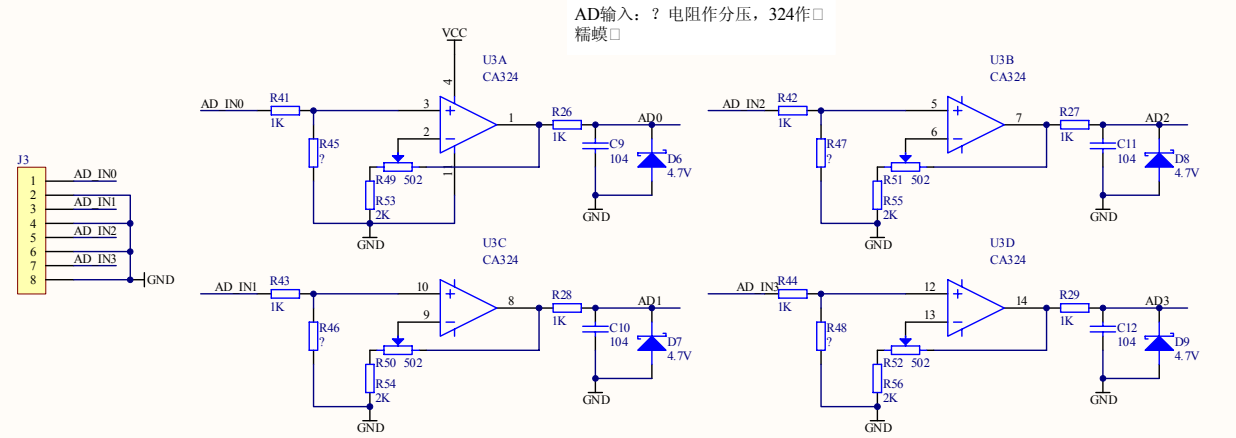 AD输入：？电阻作分压，324作□
糯蟆□
VCC
U3A
CA324
4
AD_IN0
R41
1K
3
2
1
R26
1K
AD0
R45
?
R49
502
1
C9
104
D6
4.7V
R53
2K
GND
GND
U3B
CA324
AD_IN2
R42
1K
5
6
7
R27
1K
AD2
R47
?
R51
502
C11
104
D8
4.7V
R55
2K
GND
GND
J3
1
AD_IN0
2
3
AD_IN1
4
5
AD_IN2
6
7
AD_IN3
8
GND
U3C
CA324
AD_IN1
R43
1K
10
9
8
R28
1K
AD1
R46
?
R50
502
C10
104
D7
4.7V
R54
2K
GND
GND
U3D
CA324
AD_IN3
R44
1K
12
13
14
R29
1K
AD3
R48
?
R52
502
C12
104
D9
4.7V
R56
2K
GND
GND